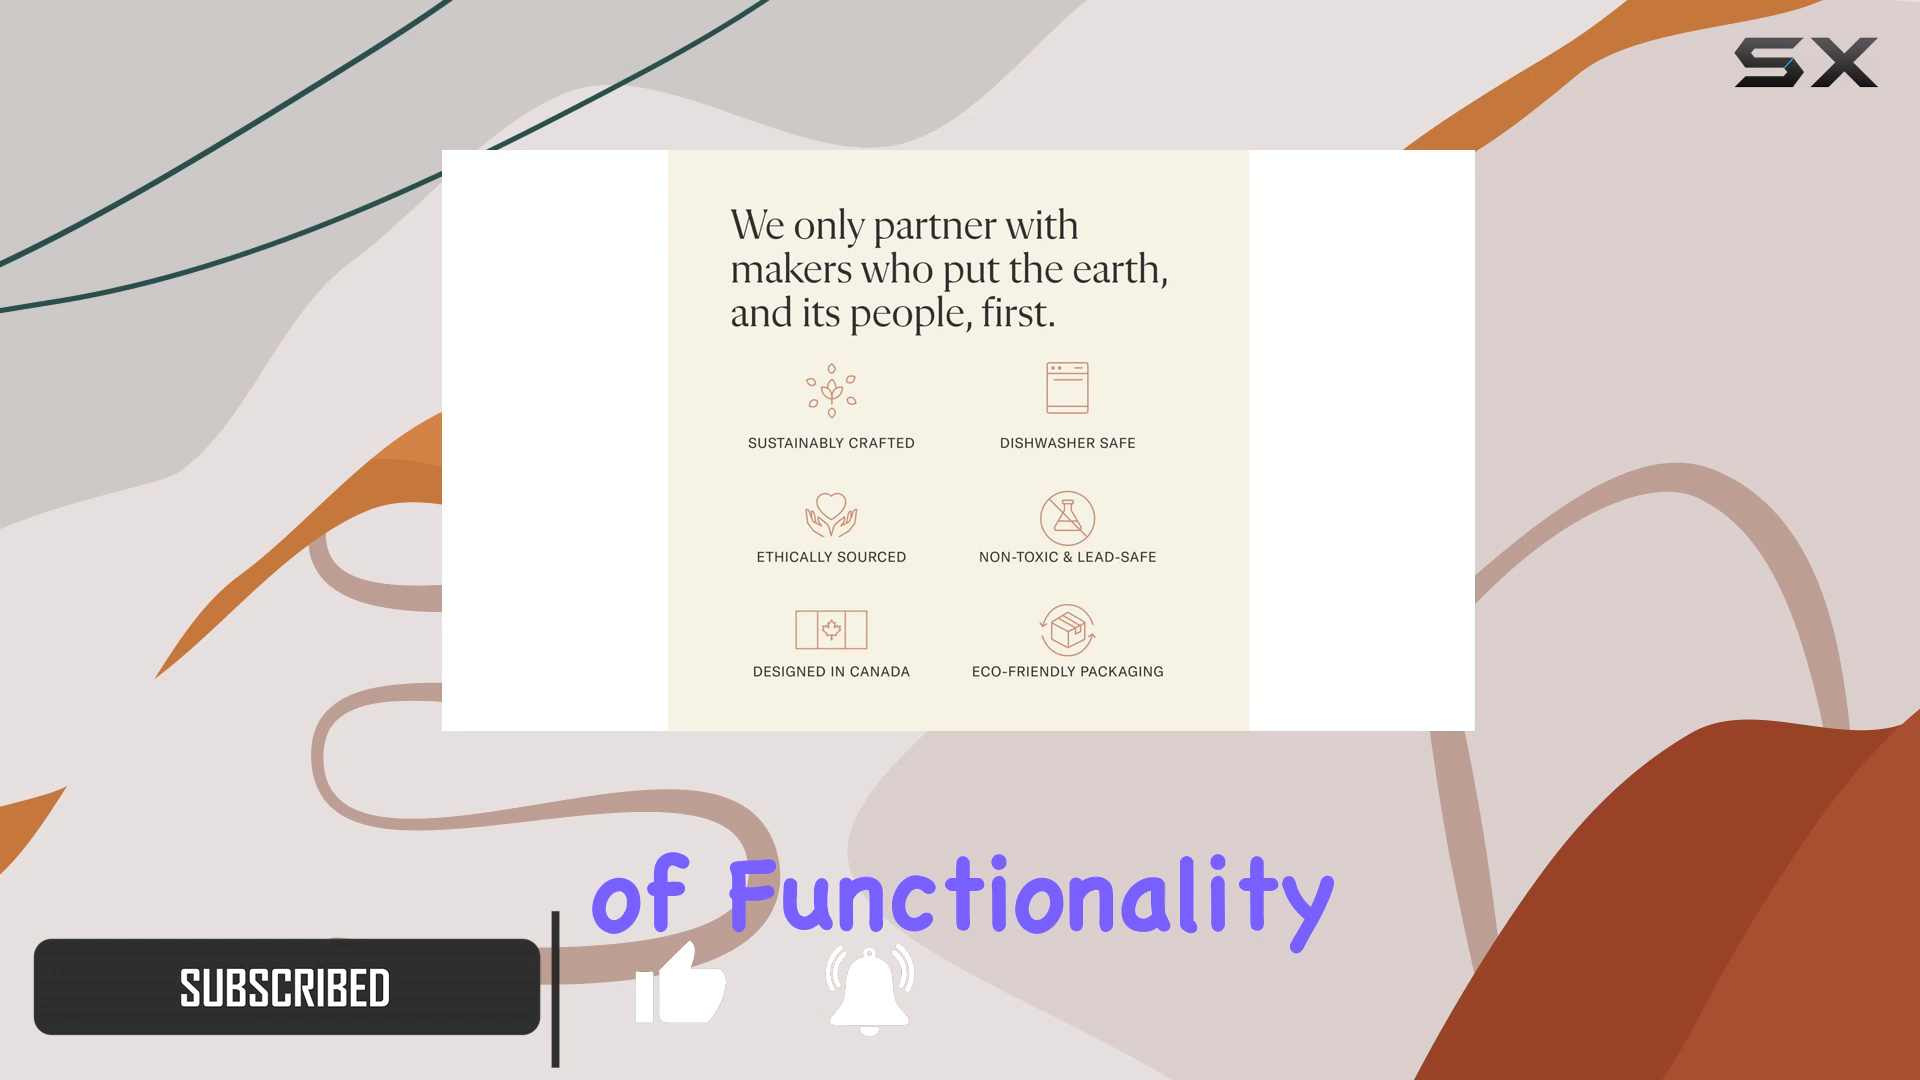 SX
We only partner with
makers who put the earth,
and its people, first.
SUSTAINABLY CRAFTED
DISHWASHER SAFE
ETHICALLY SOURCED
NON-TOXIC & LEAD-SAFE
DESIGNED IN CANADA
ECO-FRIENDLY PACKAGING
of Functionality
SUBSCRIBED